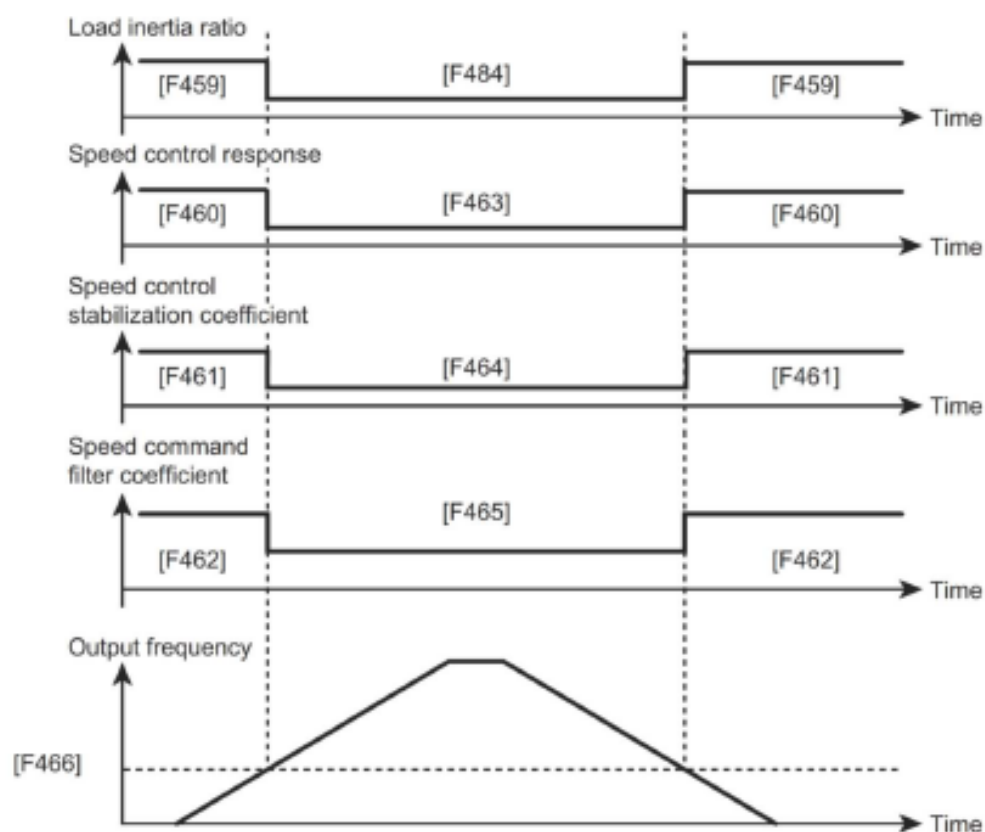 Load inertia ratio
[F459]
[F484]
[F459]
Time
Speed control response
[F460]
[F463]
[F460]
Time
Speed control
stabilization coefficient
[F461]
[F464]
[F461]
Time
Speed command
filter coefficient
[F462]
[F465]
[F462]
Time
Output frequency
[F466]
Time